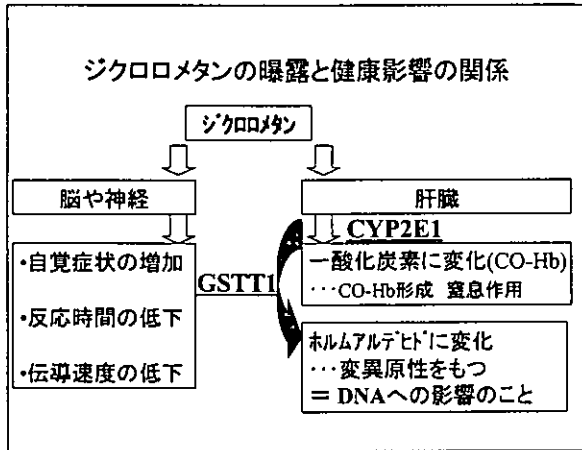 ジクロロメタンの曝露と健康影響の関係
ｼﾞｸﾛﾛﾒﾀﾝ
脳や神経
肝臓
CYP2E1
・自覚症状の増加
・反応時間の低下
・伝導速度の低下
GSTT1
一酸化炭素に変化(CO-Hb)
…CO-Hb形成 窒息作用
ﾎﾙﾑｱﾙﾃﾞﾋﾄﾞに変化
…変異原性をもつ
＝ DNAへの影響のこと